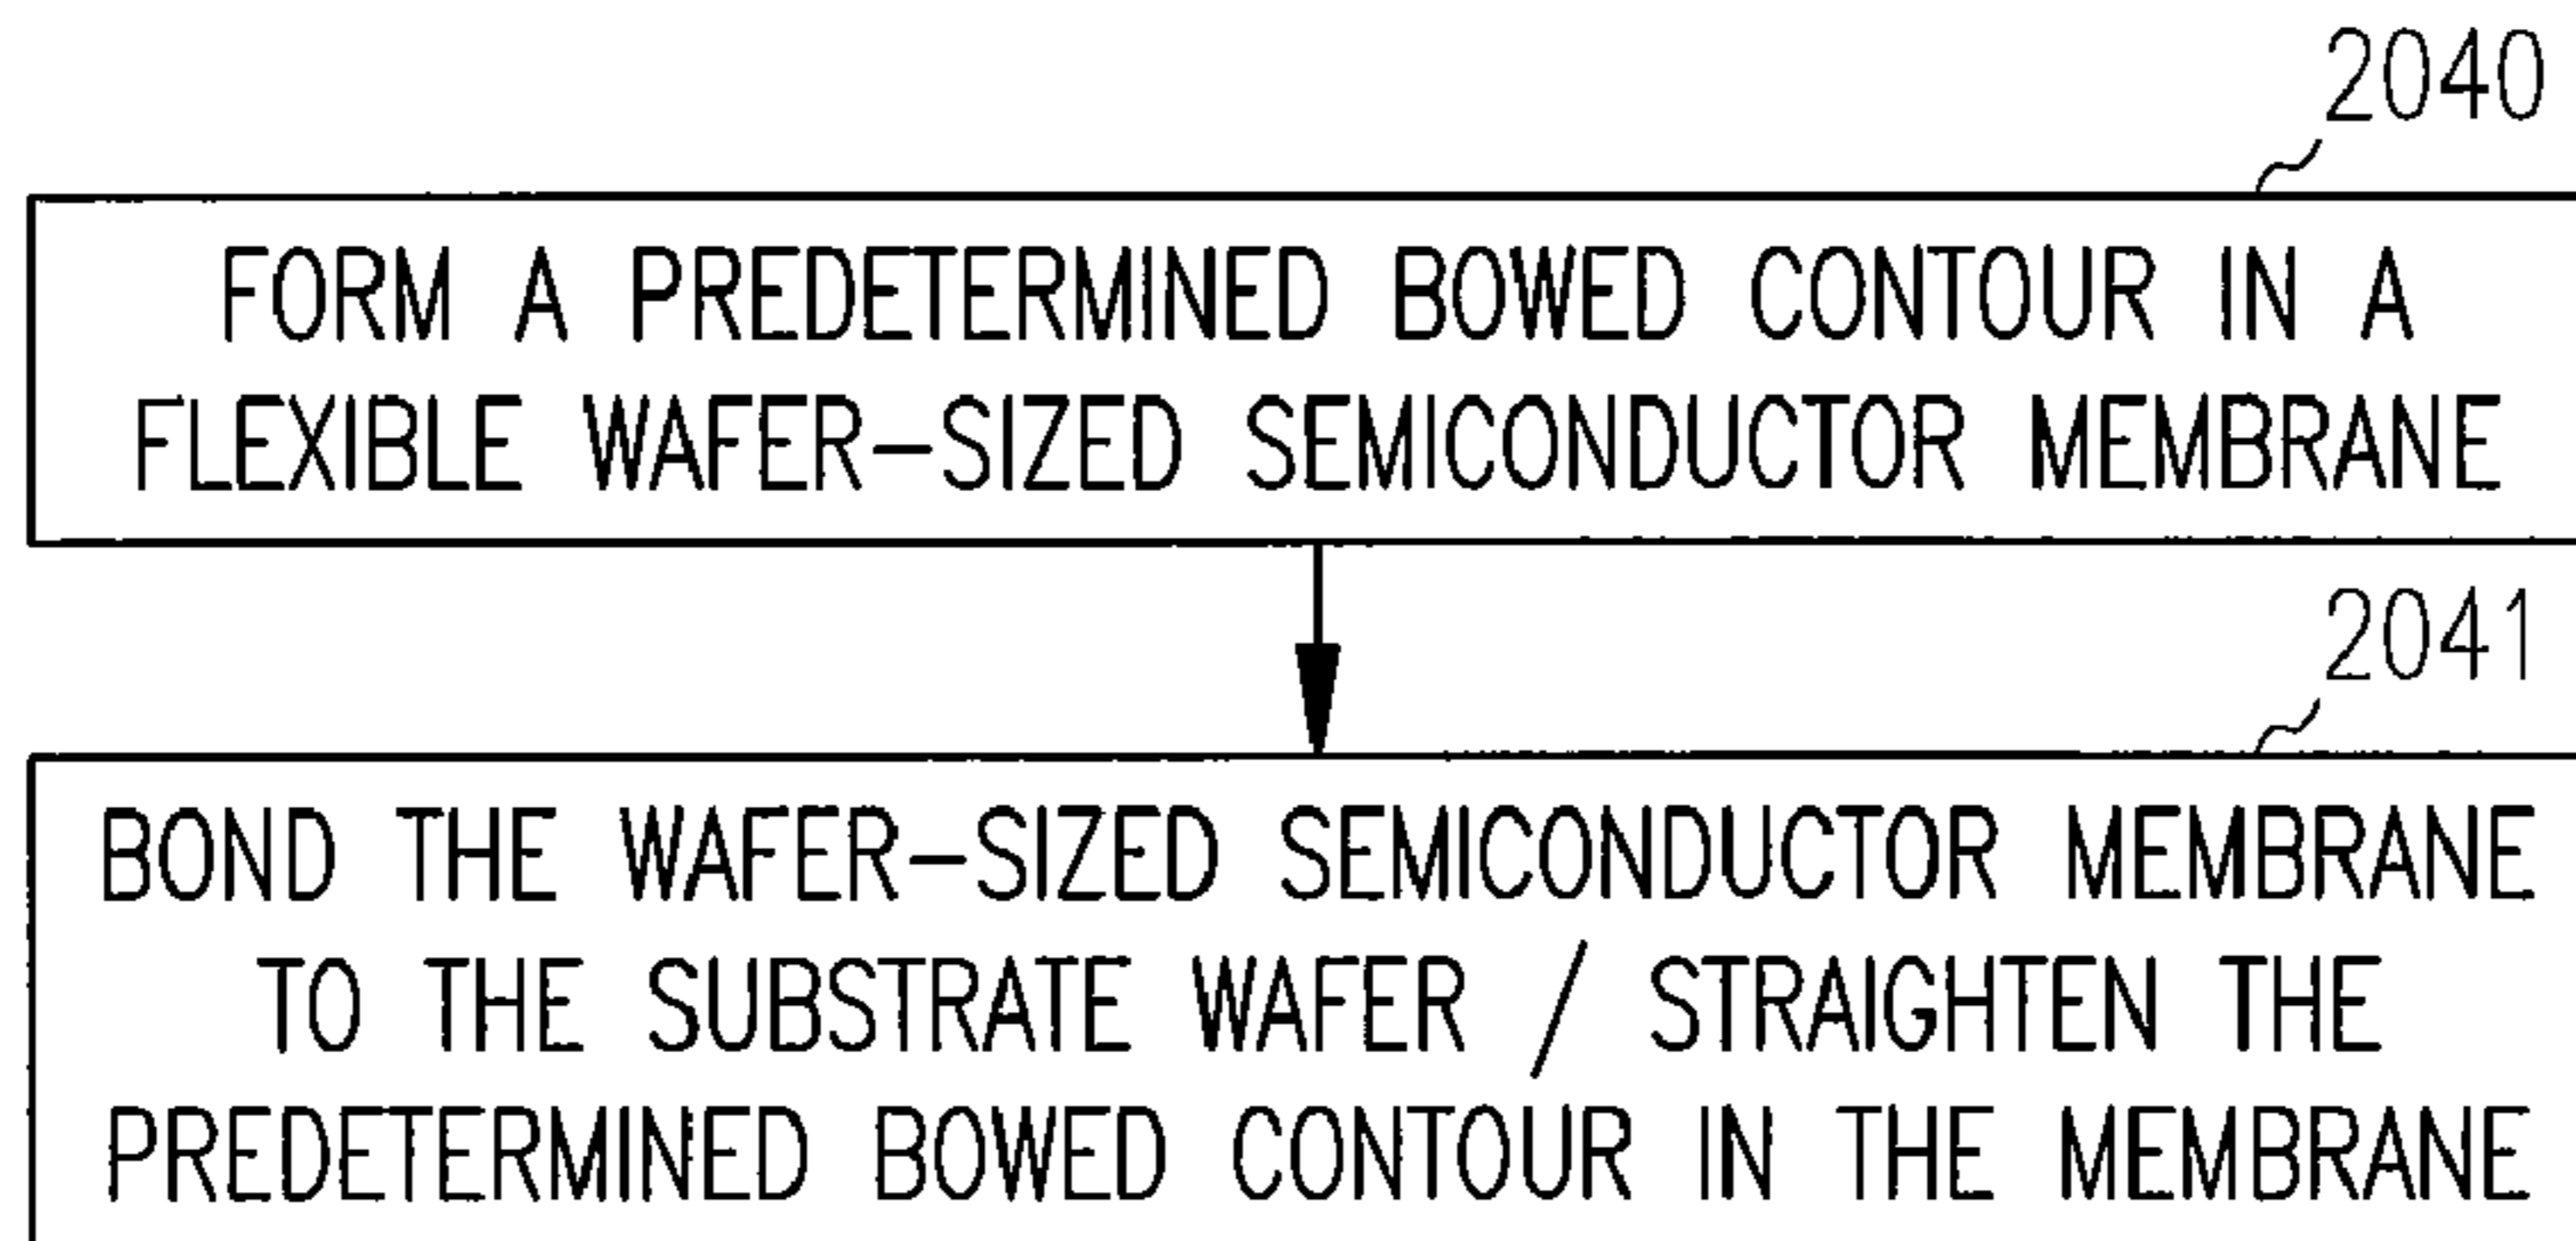 2040
FORM A PREDETERMINED BOWED CONTOUR IN A
FLEXIBLE WAFER-SIZED SEMICONDUCTOR MEMBRANE
2041
BOND THE WAFER-SIZED SEMICONDUCTOR MEMBRANE
TO THE SUBSTRATE WAFER / STRAIGHTEN THE
PREDETERMINED BOWED CONTOUR IN THE MEMBRANE